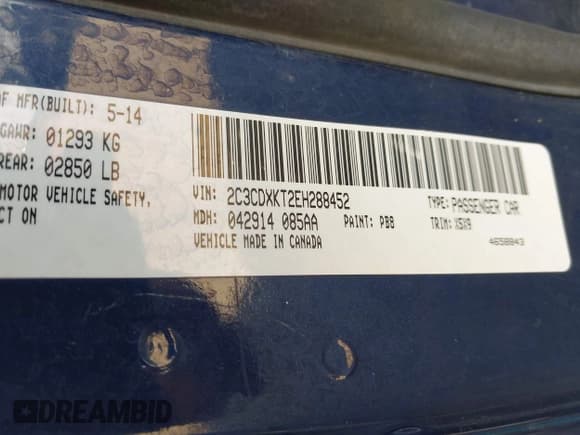 OF MFR(BUILT): 5-14
GAWR: 01293 KG
REAR: 02850 LB
MOTOR VEHICLE SAFETY,
CT ON
VIN: 2C3CDXKT2EH288452
MDH: 042914 085AA
PAINT: PBB
VEHICLE MADE IN CANADA
TYPE: PASSENGER CAR
TRIM: X5X9
4658843
DREAMBID